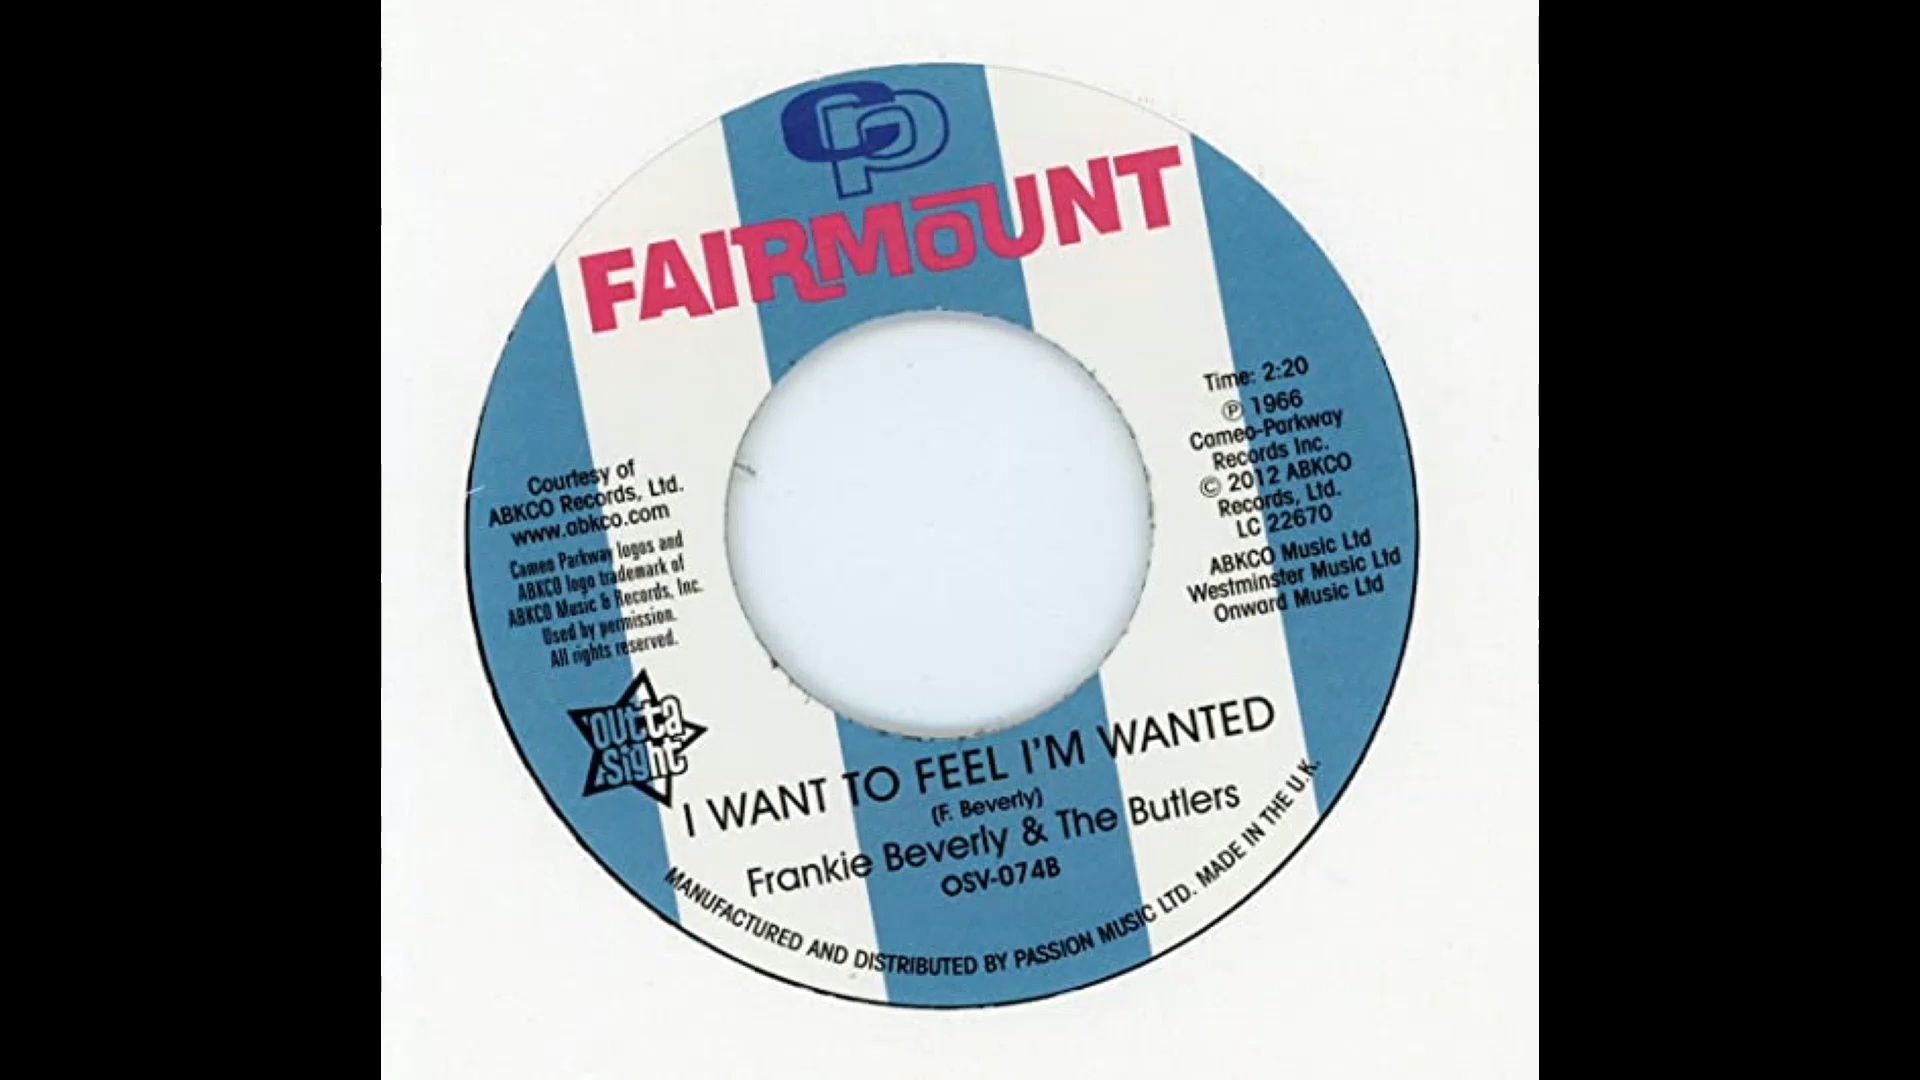 CP
FAIRMOUNT
Time: 2:20
Ⓟ 1966
Cameo-Parkway
Records Inc.
© 2012 ABKCO
Records, Ltd.
LC 22670
ABKCO Music Ltd
Westminster Music Ltd
Onward Music Ltd
Courtesy of
ABKCO Records, Ltd.
www.abkco.com
Cameo Parkway logos and
ABKCO logo trademark of
ABKCO Music & Records, Inc.
Used by permission.
All rights reserved.
'Outta
Sight
I WANT TO FEEL I'M WANTED
(F. Beverly)
Frankie Beverly & The Butlers
OSV-074B
MANUFACTURED AND DISTRIBUTED BY PASSION MUSIC LTD. MADE IN THE U.K.